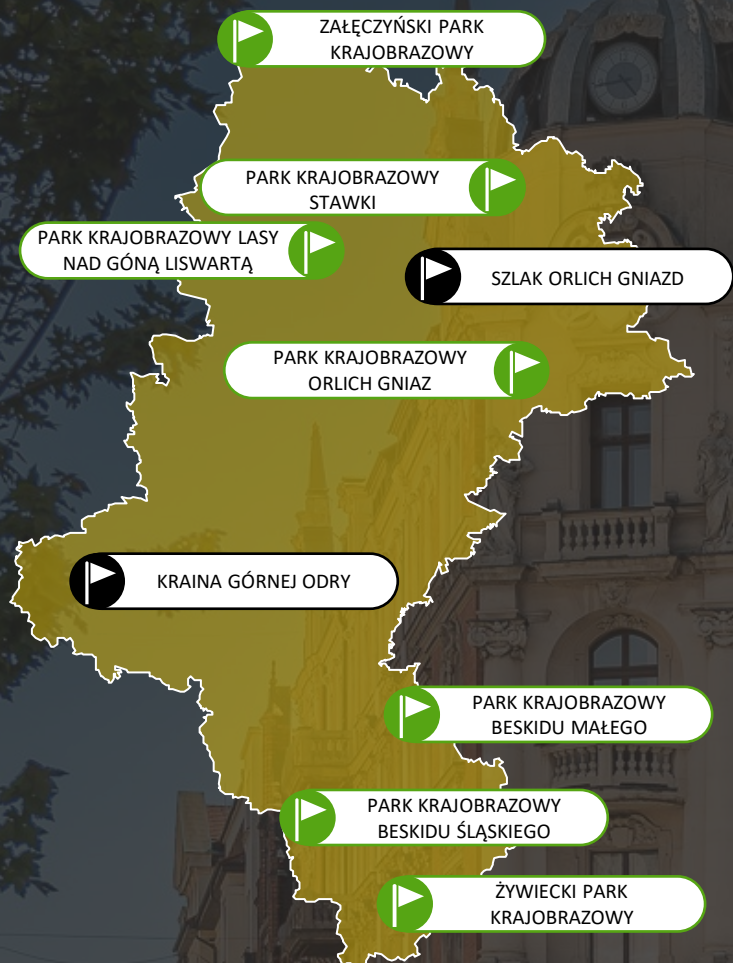 ZAŁĘCZYŃSKI PARK
KRAJOBRAZOWY
PARK KRAJOBRAZOWY
STAWKI
PARK KRAJOBRAZOWY LASY
NAD GÓNĄ LISWARTĄ
SZLAK ORLICH GNIAZD
PARK KRAJOBRAZOWY
ORLICH GNIAZ
KRAINA GÓRNEJ ODRY
PARK KRAJOBRAZOWY
BESKIDU MAŁEGO
PARK KRAJOBRAZOWY
BESKIDU ŚLĄSKIEGO
ŻYWIECKI PARK
KRAJOBRAZOWY